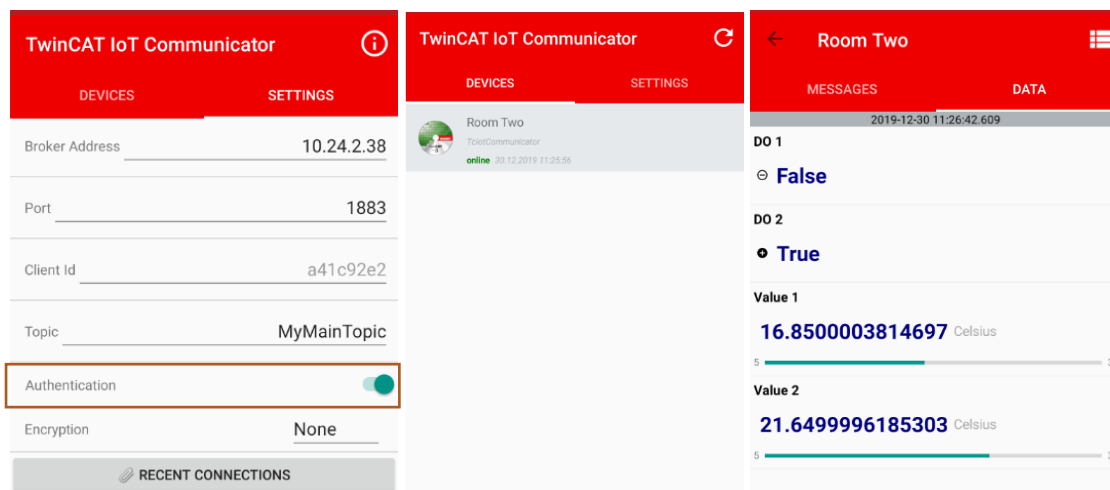 TwinCAT IoT Communicator
DEVICES SETTINGS
Broker Address 10.24.2.38
Port 1883
Client Id a41c92e2
Topic MyMainTopic
Authentication
Encryption None
RECENT CONNECTIONS
TwinCAT IoT Communicator
DEVICES SETTINGS
Room Two
TcIotCommunicator
online 30.12.2019 11:25:56
Room Two
MESSAGES DATA
2019-12-30 11:26:42.609
DO 1
False
DO 2
True
Value 1
16.8500003814697 Celsius
5
Value 2
21.6499996185303 Celsius
5